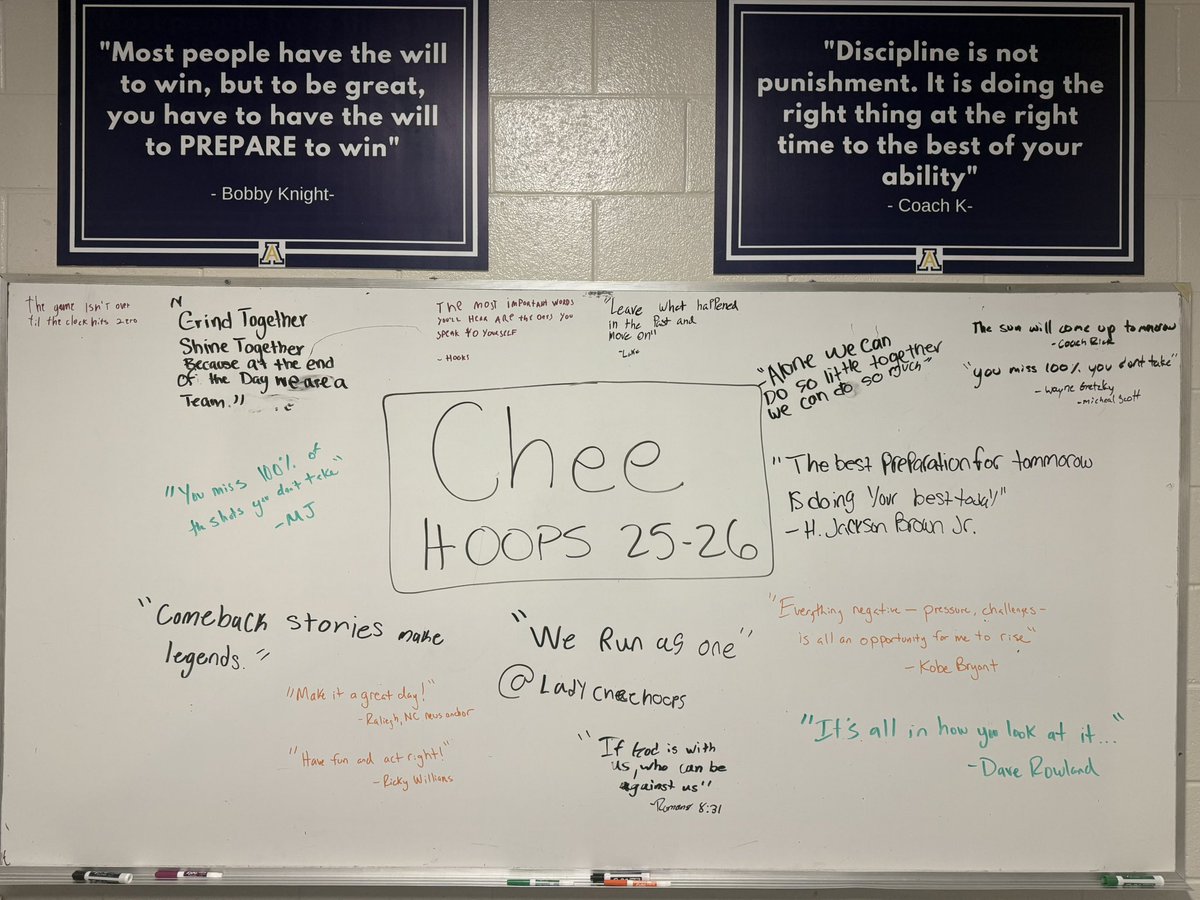 "Most people have the will
to win, but to be great,
you have to have the will
to PREPARE to win"
- Bobby Knight-
A
"Discipline is not
punishment. It is doing the
right thing at the right
time to the best of your
ability"
- Coach K-
A
The game isn't over
til the clock hits zero
"
Grind Together
Shine Together
Because at the end
Of the Day we are a
Team."
The most important words
you'll hear are the ones you
speak to yourself
- Hooks
"Leave what happened
in the Past and
move on"
-Luke
"Alone we can
Do so little together
we can do so much"
The sun will come up tommorow
-Coach Rick
"you miss 100% you dont take"
- Wayne Gretzky
- micheal Scott
Chee
HOOPS 25-26
"You miss 100% of
the shots you don't take"
- MJ
"The best preparation for tommorow
is doing your best today"
- H. Jackson Brown Jr.
"Comeback stories make
legends."
"We Run as one"
@Ladycheehoops
"Everything negative — pressure, challenges -
is all an opportunity for me to rise"
- Kobe Bryant
"Make it a great day!"
- Raliegh, NC news anchor
"Have fun and act right!"
- Ricky Williams
"If God is with
us, who can be
against us"
-Romans 8:31
"It's all in how you look at it..."
- Dave Rowland